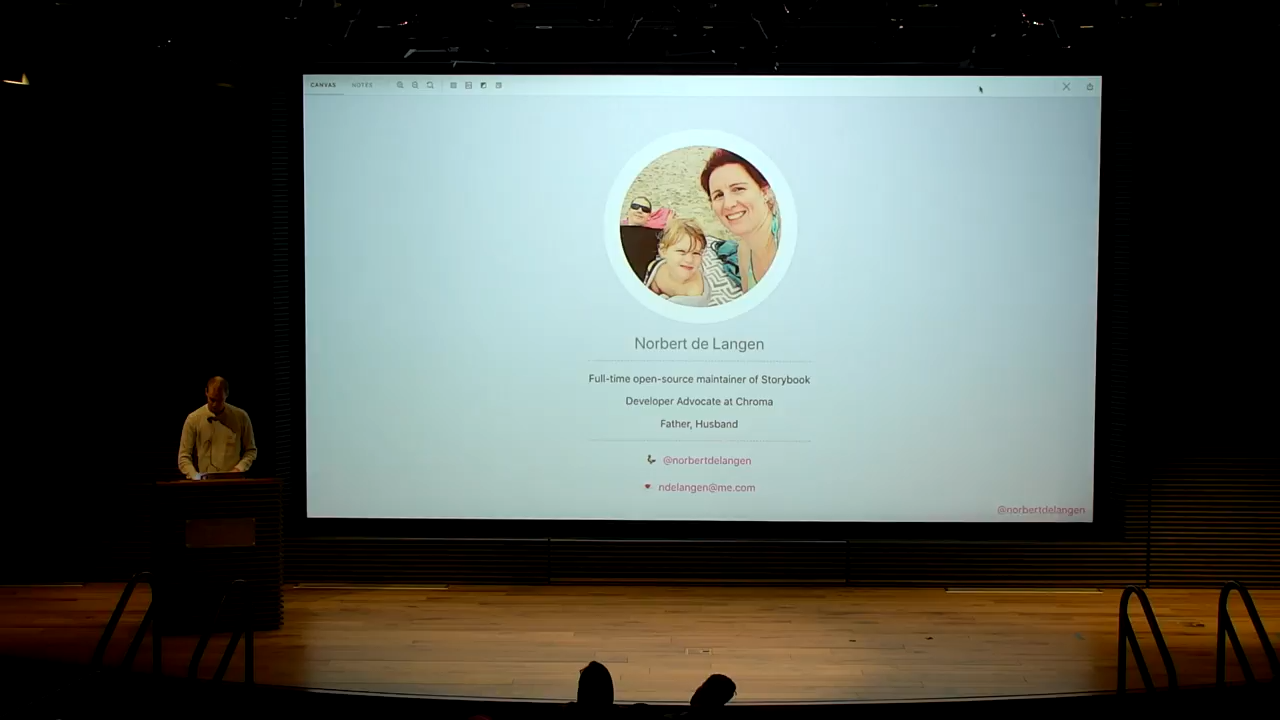 CANVAS NOTES
Norbert de Langen
Full-time open-source maintainer of Storybook
Developer Advocate at Chroma
Father, Husband
@norbertdelangen
ndelangen@me.com
@norbertdelangen